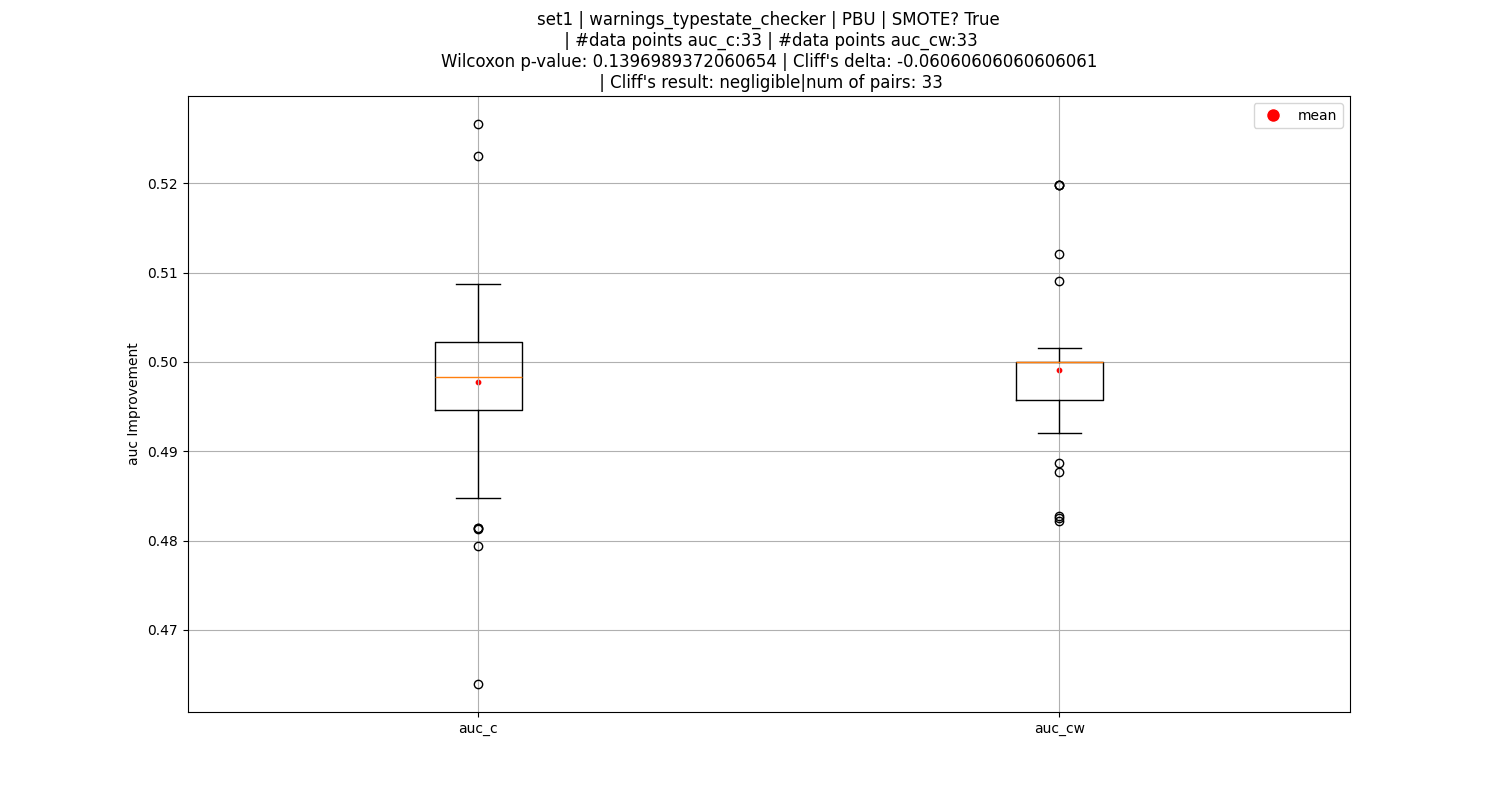 set1 | warnings_typestate_checker | PBU | SMOTE? True
| #data points auc_c:33 | #data points auc_cw:33
Wilcoxon p-value: 0.1396989372060654 | Cliff's delta: -0.06060606060606061
| Cliff's result: negligible|num of pairs: 33
mean
0.52
0.51
0.50
0.49
0.48
0.47
auc Improvement
auc_c
auc_cw